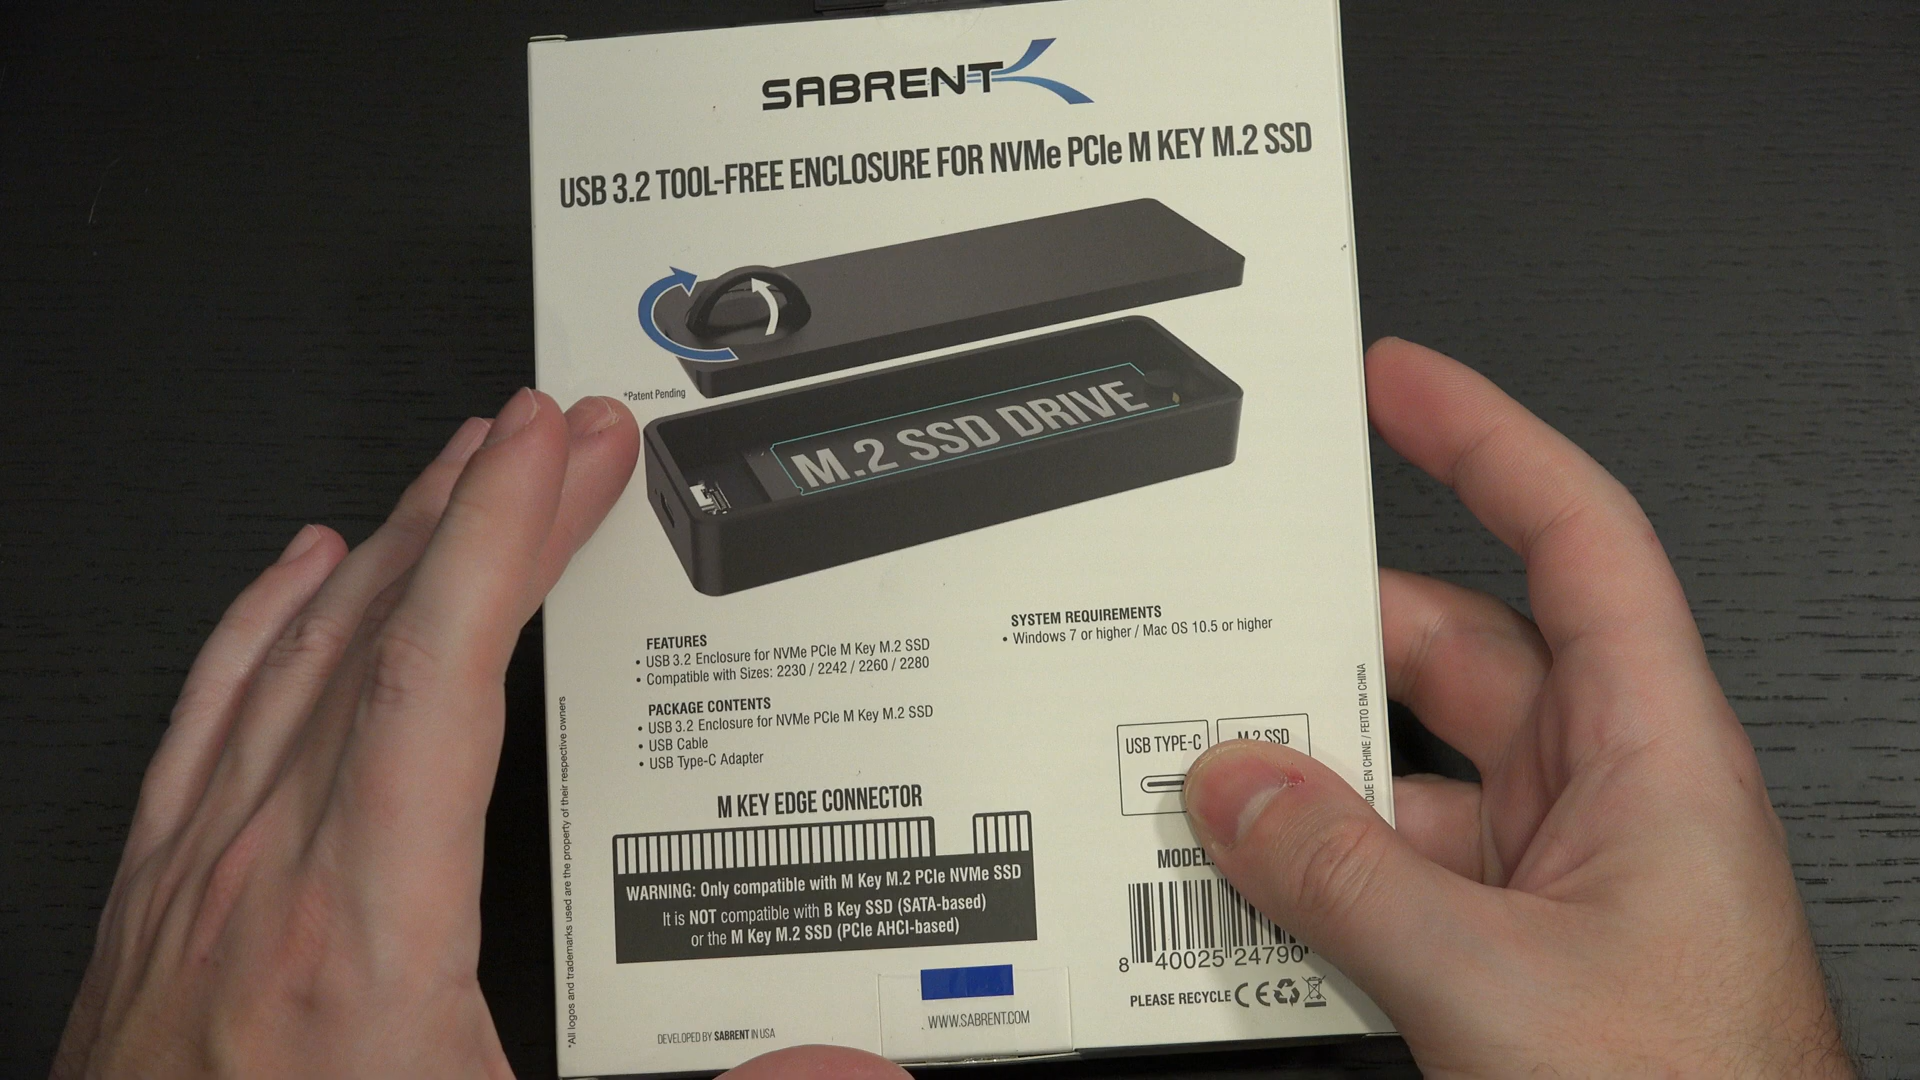 SABRENT
USB 3.2 TOOL-FREE ENCLOSURE FOR NVMe PCIe M KEY M.2 SSD
*Patent Pending
M.2 SSD DRIVE
FEATURES
• USB 3.2 Enclosure for NVMe PCIe M Key M.2 SSD
• Compatible with Sizes: 2230 / 2242 / 2260 / 2280
PACKAGE CONTENTS
• USB 3.2 Enclosure for NVMe PCIe M Key M.2 SSD
• USB Cable
• USB Type-C Adapter
SYSTEM REQUIREMENTS
• Windows 7 or higher / Mac OS 10.5 or higher
USB TYPE-C
M.2 SSD
M KEY EDGE CONNECTOR
WARNING: Only compatible with M Key M.2 PCIe NVMe SSD
It is NOT compatible with B Key SSD (SATA-based)
or the M Key M.2 SSD (PCIe AHCI-based)
MODEL
8 40025 24790
PLEASE RECYCLE CE
WWW.SABRENT.COM
DEVELOPED BY SABRENT IN USA
*All logos and trademarks used are the property of their respective owners
EN CHINE / FEITO EM CHINA